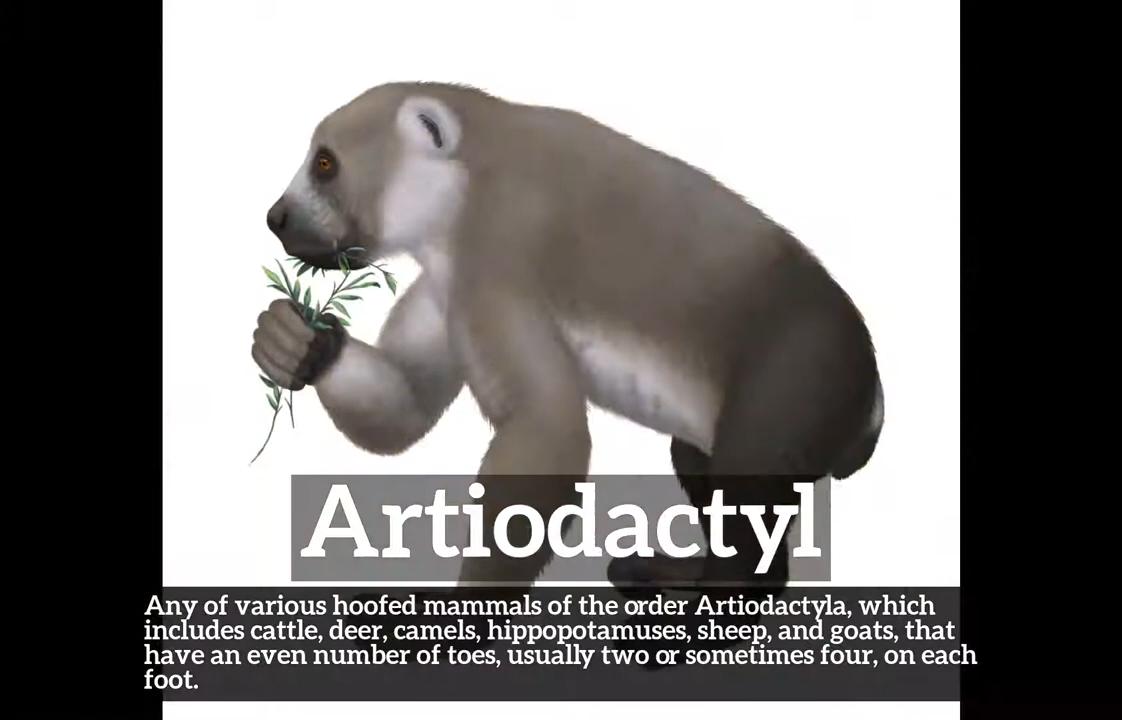 Artiodactyl
Any of various hoofed mammals of the order Artiodactyla, which
includes cattle, deer, camels, hippopotamuses, sheep, and goats, that
have an even number of toes, usually two or sometimes four, on each
foot.